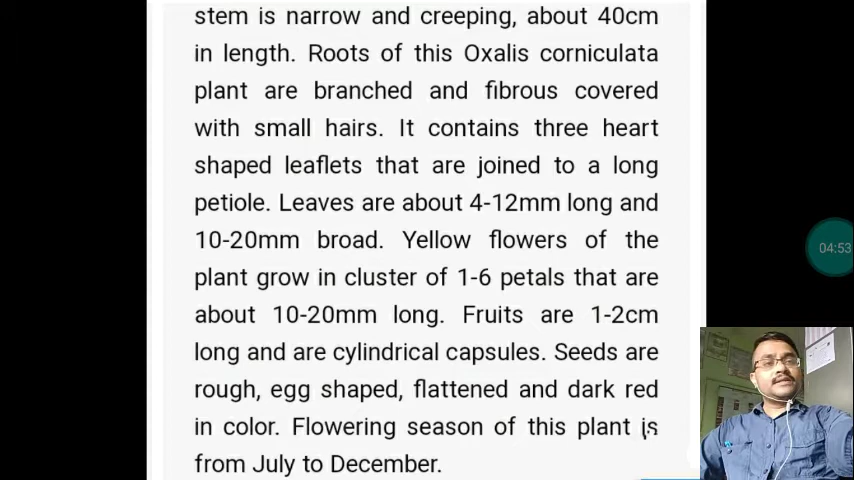 stem is narrow and creeping, about 40cm
in length. Roots of this Oxalis corniculata
plant are branched and fibrous covered
with small hairs. It contains three heart
shaped leaflets that are joined to a long
petiole. Leaves are about 4-12mm long and
10-20mm broad. Yellow flowers of the
plant grow in cluster of 1-6 petals that are
about 10-20mm long. Fruits are 1-2cm
long and are cylindrical capsules. Seeds are
rough, egg shaped, flattened and dark red
in color. Flowering season of this plant is
from July to December.
04:53